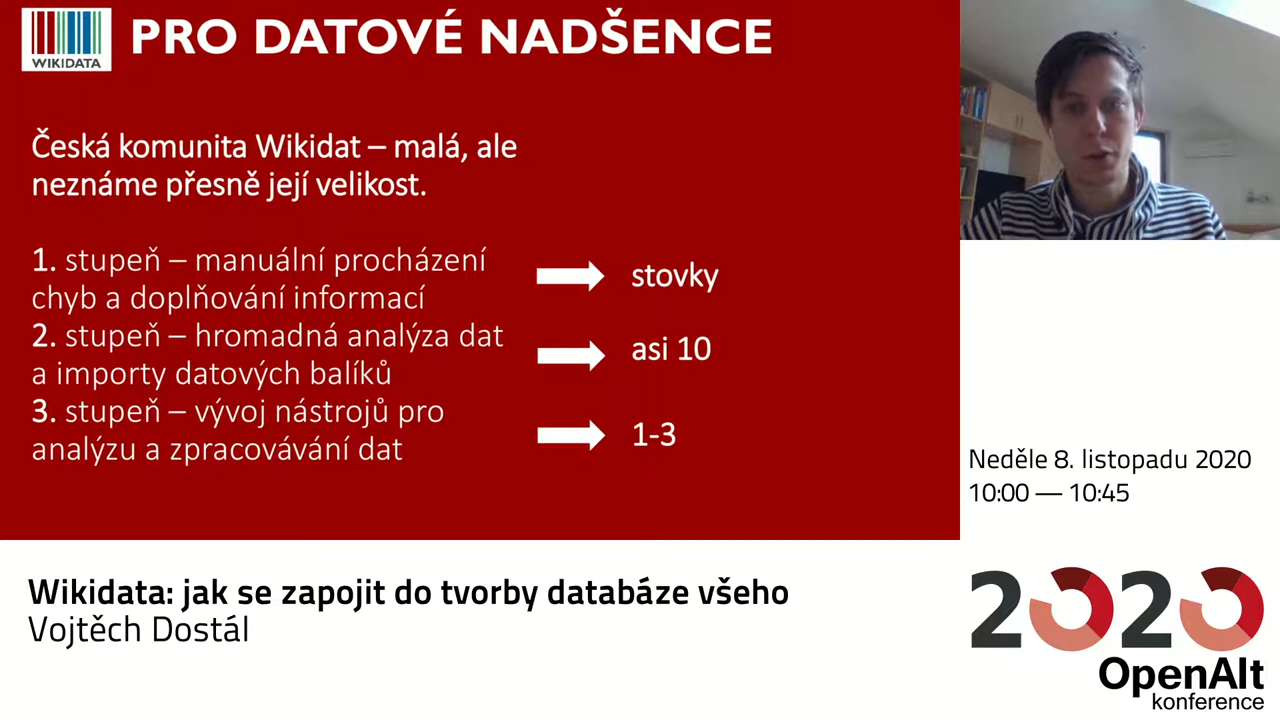 WIKIDATA
PRO DATOVÉ NADŠENCE
Česká komunita Wikidat – malá, ale
neznáme přesně její velikost.
1. stupeň – manuální procházení
chyb a doplňování informací
stovky
2. stupeň – hromadná analýza dat
a importy datových balíků
asi 10
3. stupeň – vývoj nástrojů pro
analýzu a zpracovávání dat
1-3
Neděle 8. listopadu 2020
10:00 — 10:45
Wikidata: jak se zapojit do tvorby databáze všeho
Vojtěch Dostál
2020
OpenAlt
konference